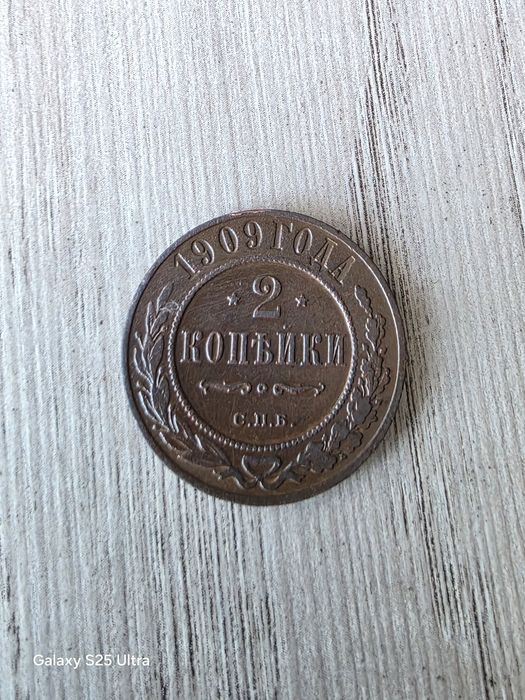 1909 ГОДА
2
КОПѢЙКИ
С.П.Б.
Galaxy S25 Ultra